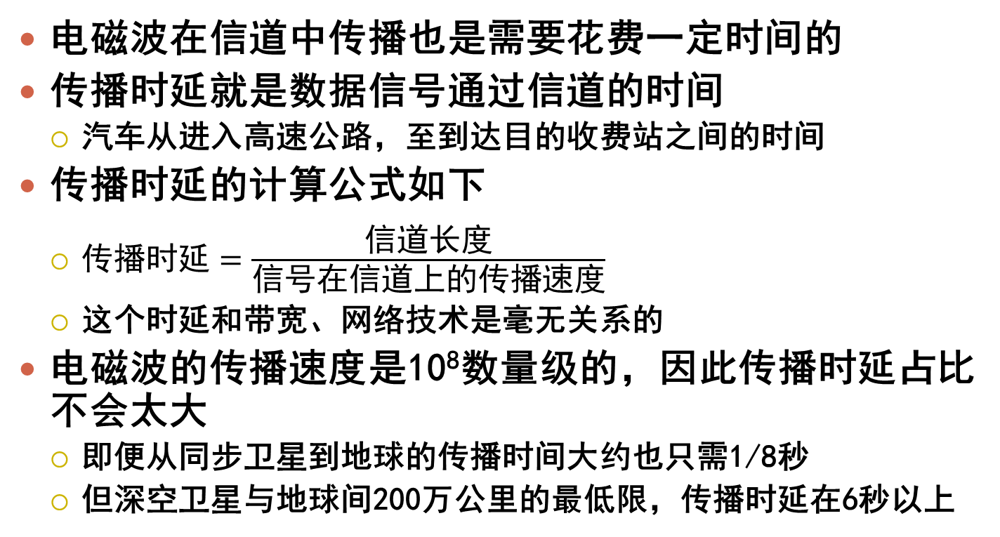 • 电磁波在信道中传播也是需要花费一定时间的
• 传播时延就是数据信号通过信道的时间
○ 汽车从进入高速公路，至到达目的收费站之间的时间
• 传播时延的计算公式如下
○ 传播时延 = 信道长度 / 信号在信道上的传播速度
○ 这个时延和带宽、网络技术是毫无关系的
• 电磁波的传播速度是10⁸数量级的，因此传播时延占比
不会太大
○ 即便从同步卫星到地球的传播时间大约也只需1/8秒
○ 但深空卫星与地球间200万公里的最低限，传播时延在6秒以上